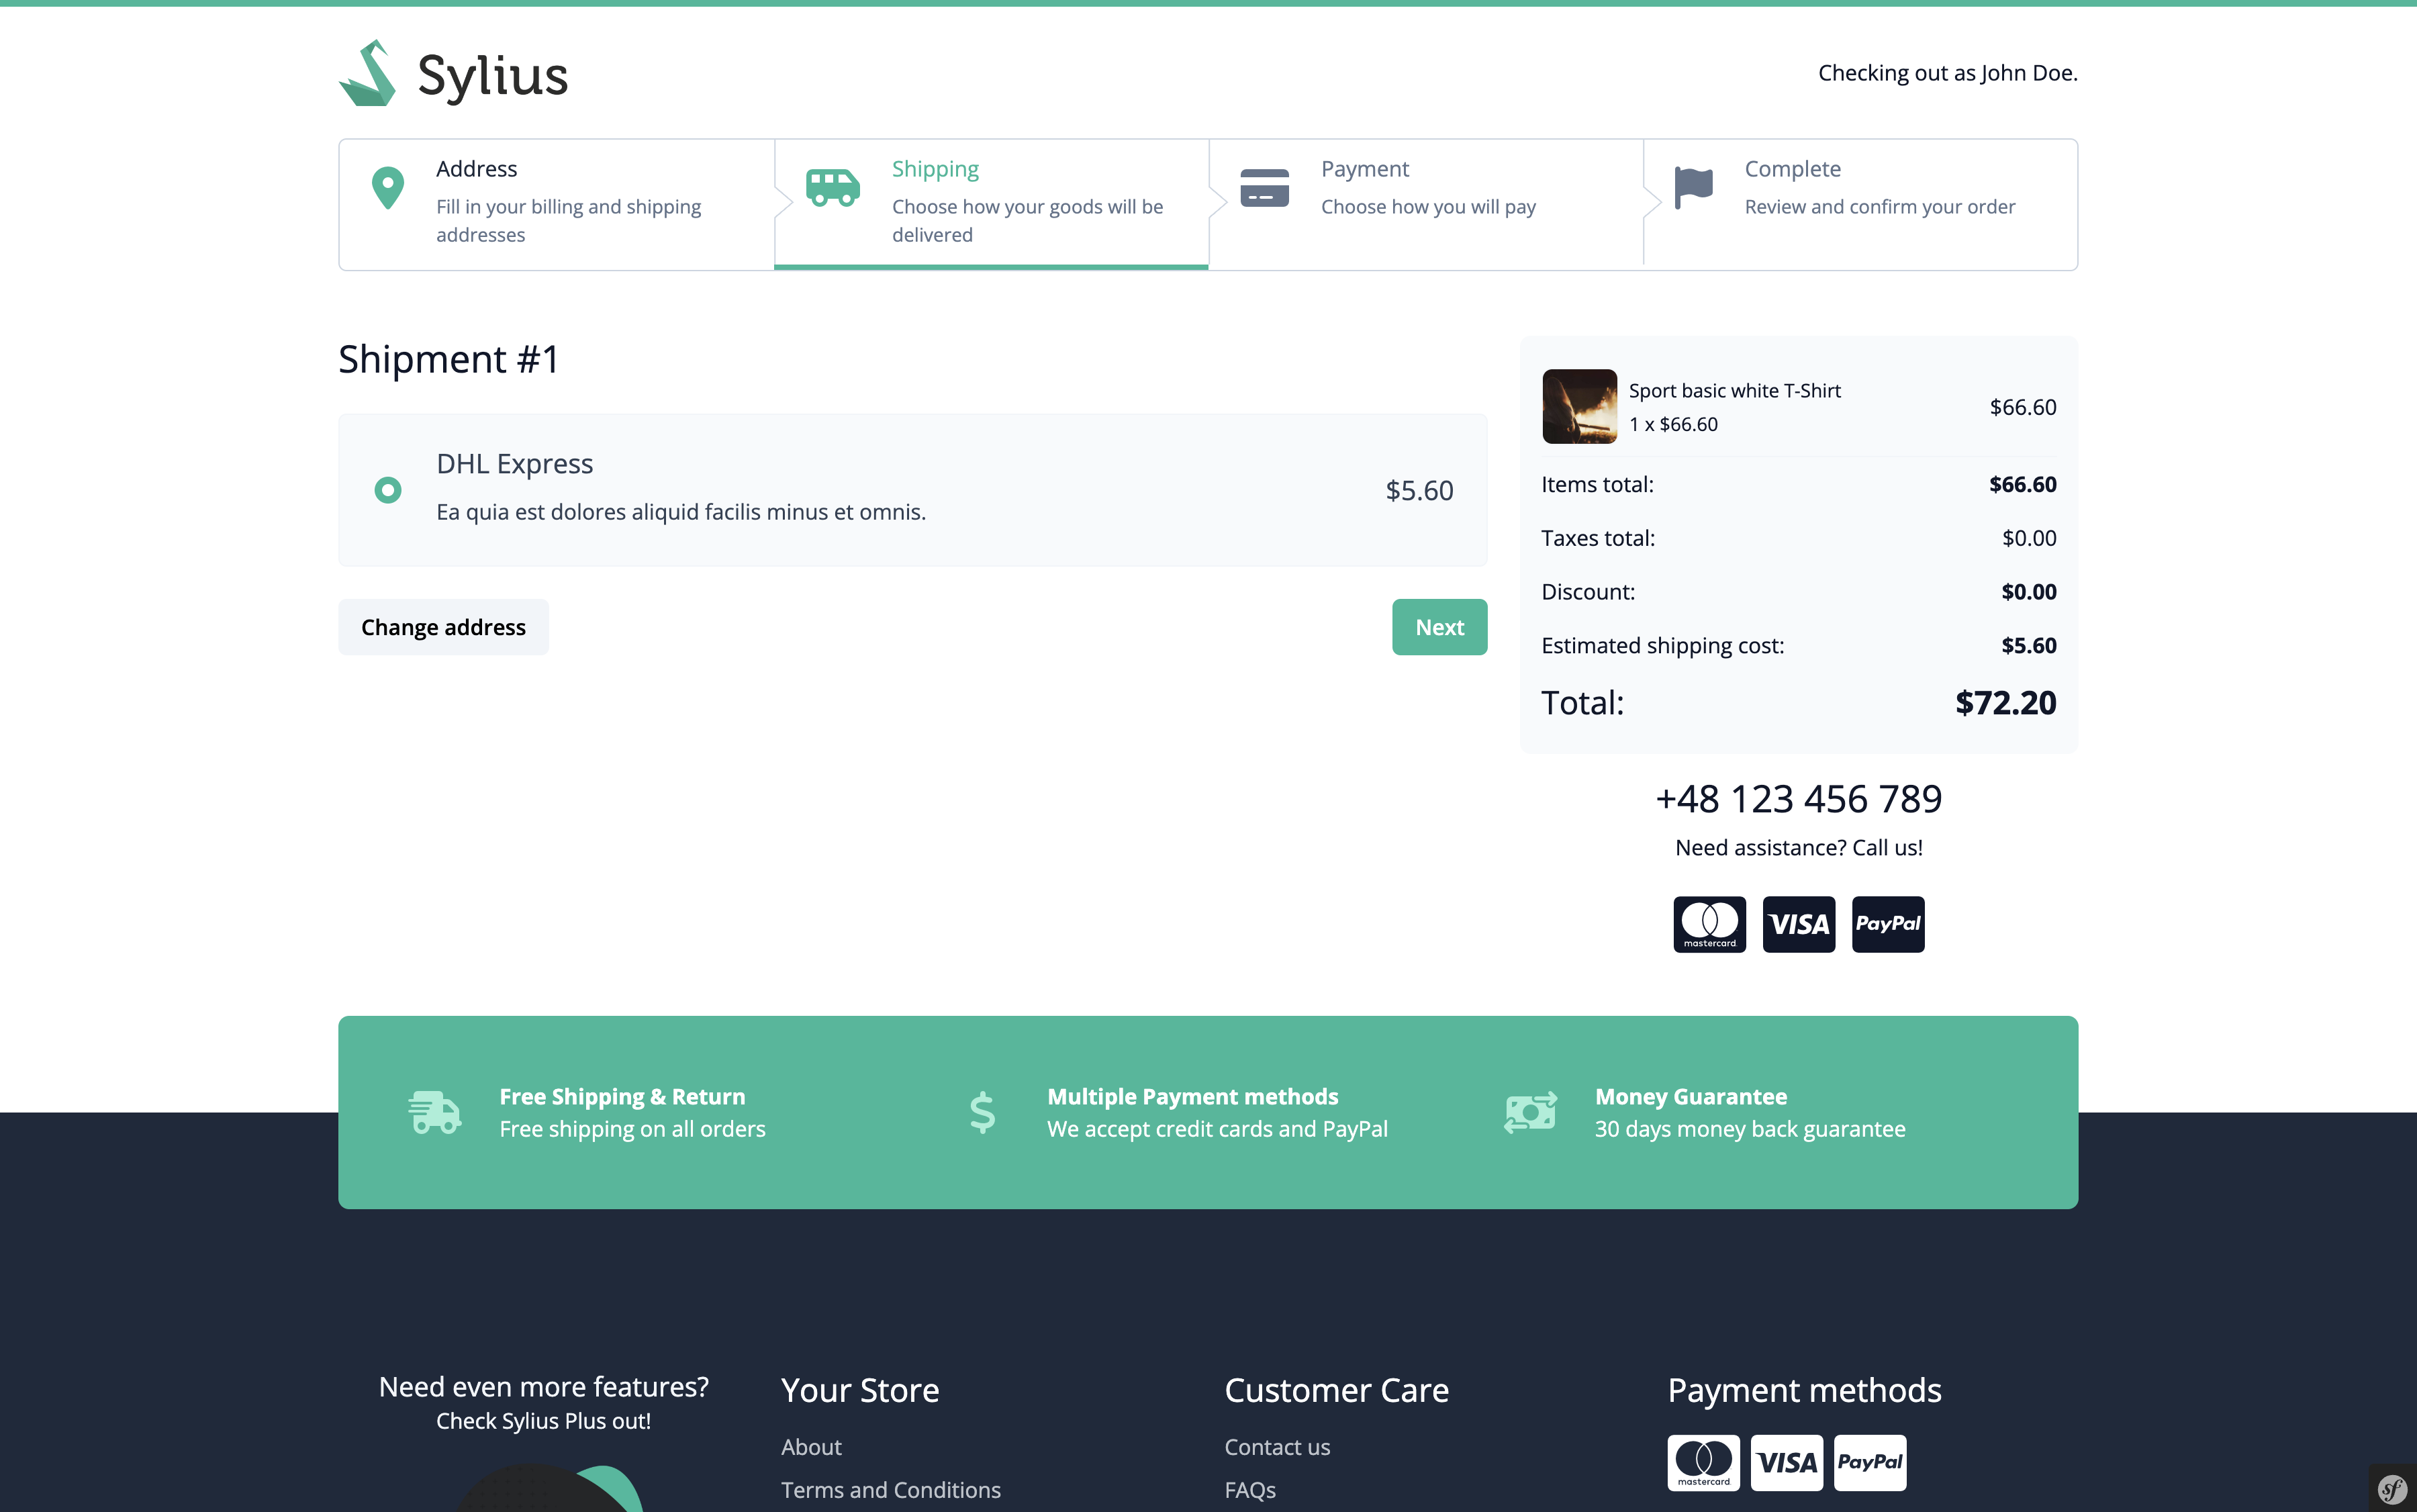 Sylius
Checking out as John Doe.
Address
Fill in your billing and shipping
addresses
Shipping
Choose how your goods will be
delivered
Payment
Choose how you will pay
Complete
Review and confirm your order
Shipment #1
DHL Express
Ea quia est dolores aliquid facilis minus et omnis.
$5.60
Change address
Next
Sport basic white T-Shirt
1 x $66.60
$66.60
Items total: $66.60
Taxes total: $0.00
Discount: $0.00
Estimated shipping cost: $5.60
Total: $72.20
+48 123 456 789
Need assistance? Call us!
mastercard VISA PayPal
Free Shipping & Return
Free shipping on all orders
Multiple Payment methods
We accept credit cards and PayPal
Money Guarantee
30 days money back guarantee
Need even more features?
Check Sylius Plus out!
Your Store
About
Terms and Conditions
Customer Care
Contact us
FAQs
Payment methods
mastercard VISA PayPal
sf